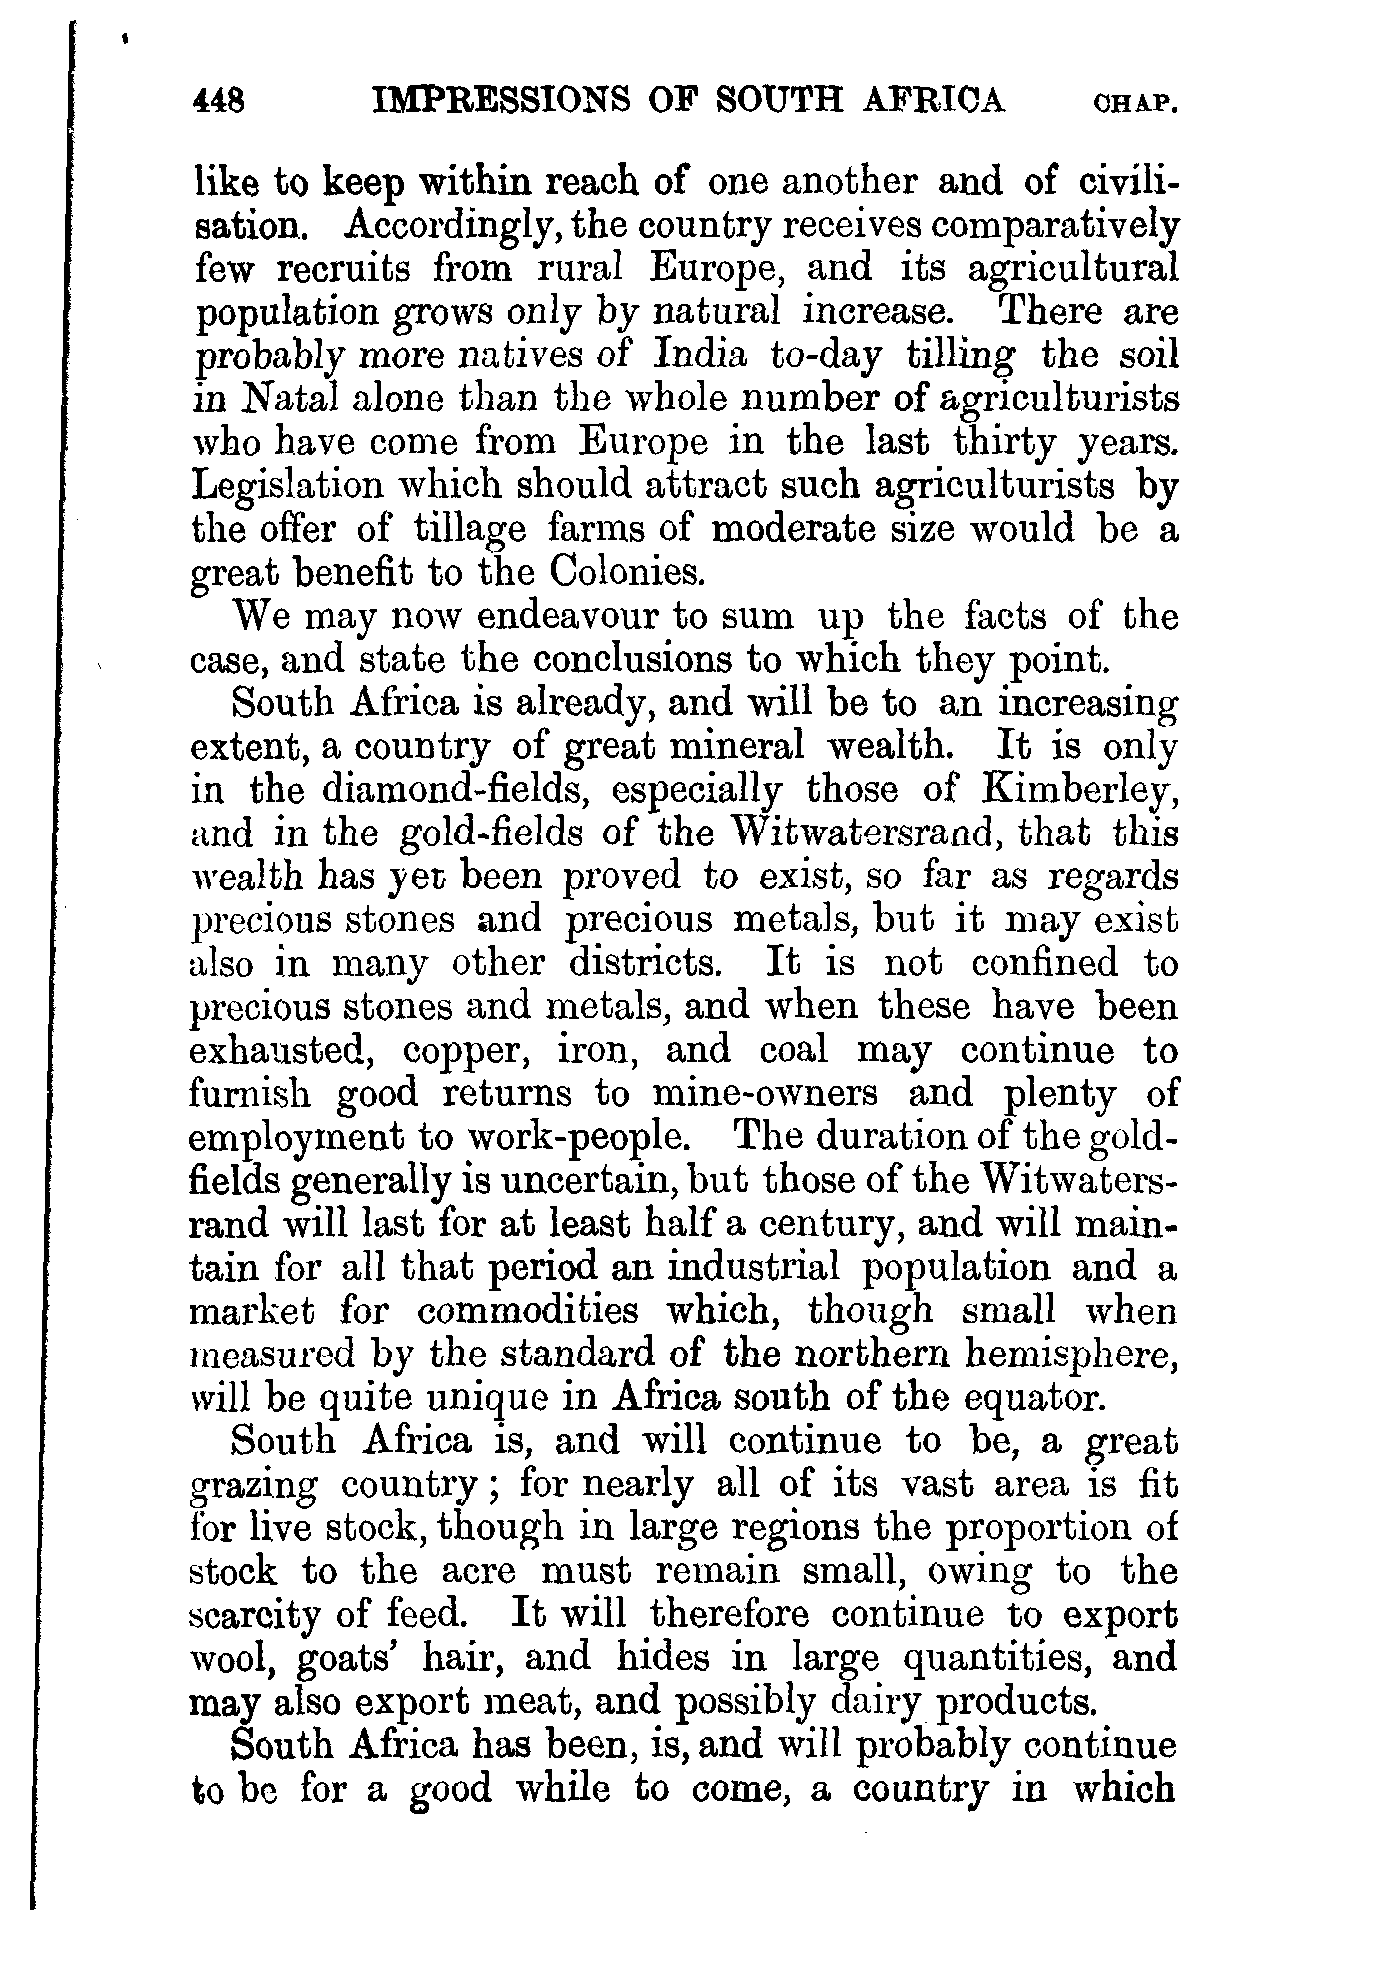 448 IMPRESSIONS OF SOUTH AFRICA CHAP.
like to keep within reach of one another and of civili-
sation. Accordingly, the country receives comparatively
few recruits from rural Europe, and its agricultural
population grows only by natural increase. There are
probably more natives of India to-day tilling the soil
in Natal alone than the whole number of agriculturists
who have come from Europe in the last thirty years.
Legislation which should attract such agriculturists by
the offer of tillage farms of moderate size would be a
great benefit to the Colonies.
We may now endeavour to sum up the facts of the
case, and state the conclusions to which they point.
South Africa is already, and will be to an increasing
extent, a country of great mineral wealth. It is only
in the diamond-fields, especially those of Kimberley,
and in the gold-fields of the Witwatersrand, that this
wealth has yet been proved to exist, so far as regards
precious stones and precious metals, but it may exist
also in many other districts. It is not confined to
precious stones and metals, and when these have been
exhausted, copper, iron, and coal may continue to
furnish good returns to mine-owners and plenty of
employment to work-people. The duration of the gold-
fields generally is uncertain, but those of the Witwaters-
rand will last for at least half a century, and will main-
tain for all that period an industrial population and a
market for commodities which, though small when
measured by the standard of the northern hemisphere,
will be quite unique in Africa south of the equator.
South Africa is, and will continue to be, a great
grazing country ; for nearly all of its vast area is fit
for live stock, though in large regions the proportion of
stock to the acre must remain small, owing to the
scarcity of feed. It will therefore continue to export
wool, goats' hair, and hides in large quantities, and
may also export meat, and possibly dairy products.
South Africa has been, is, and will probably continue
to be for a good while to come, a country in which